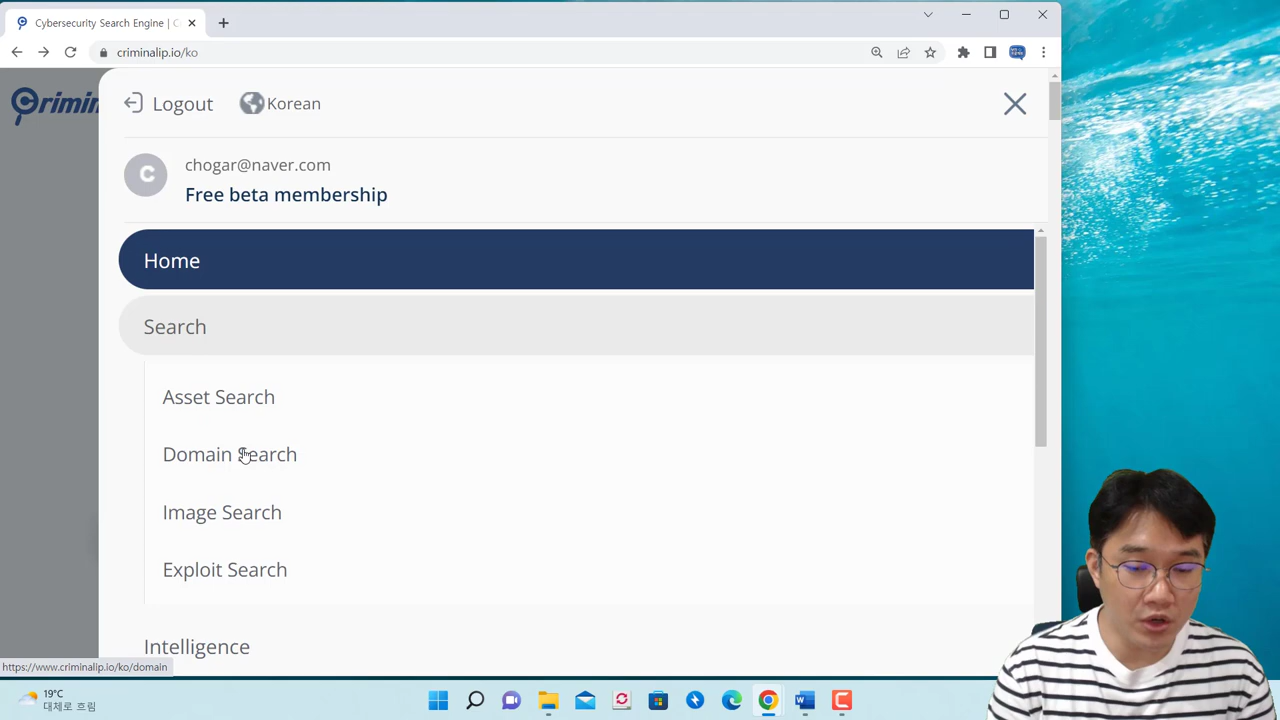 Cybersecurity Search Engine | C
criminalip.io/ko
Crimin
Logout
Korean
C
chogar@naver.com
Free beta membership
Home
Search
Asset Search
Domain Search
Image Search
Exploit Search
Intelligence
https://www.criminalip.io/ko/domain
19°C
대체로 흐림